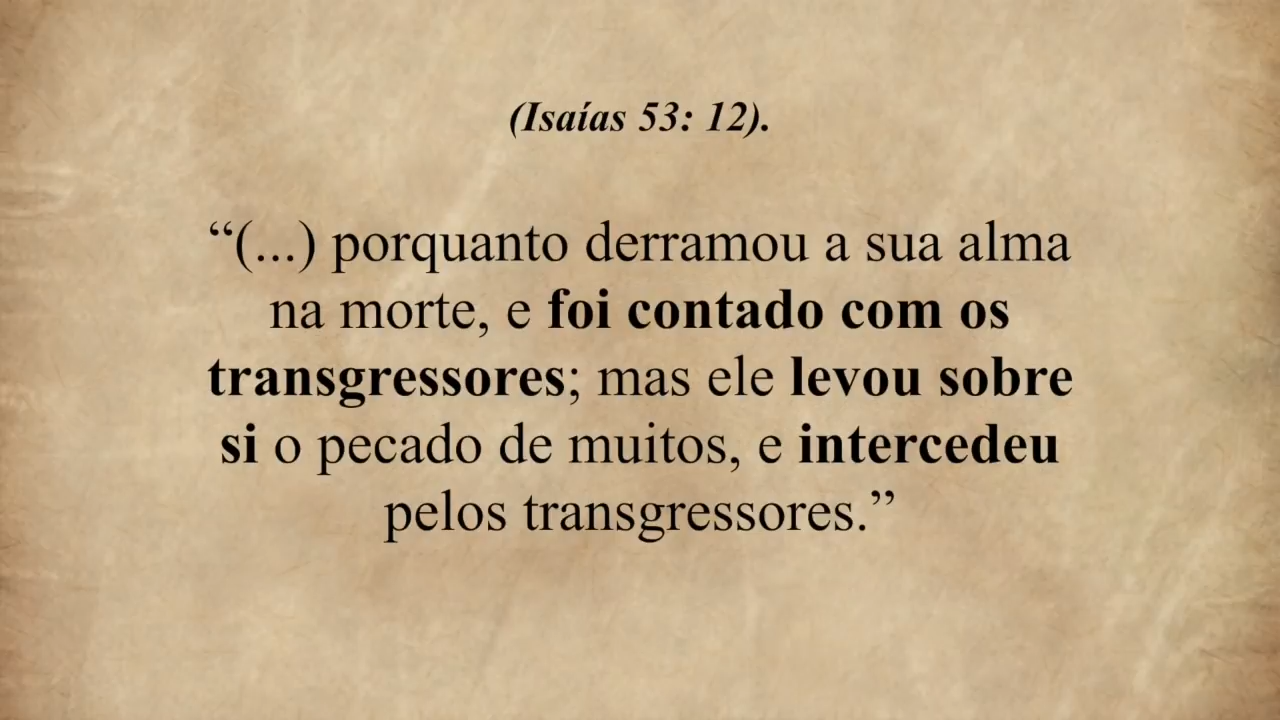 (Isaías 53: 12).
“(...) porquanto derramou a sua alma
na morte, e foi contado com os
transgressores; mas ele levou sobre
si o pecado de muitos, e intercedeu
pelos transgressores.”